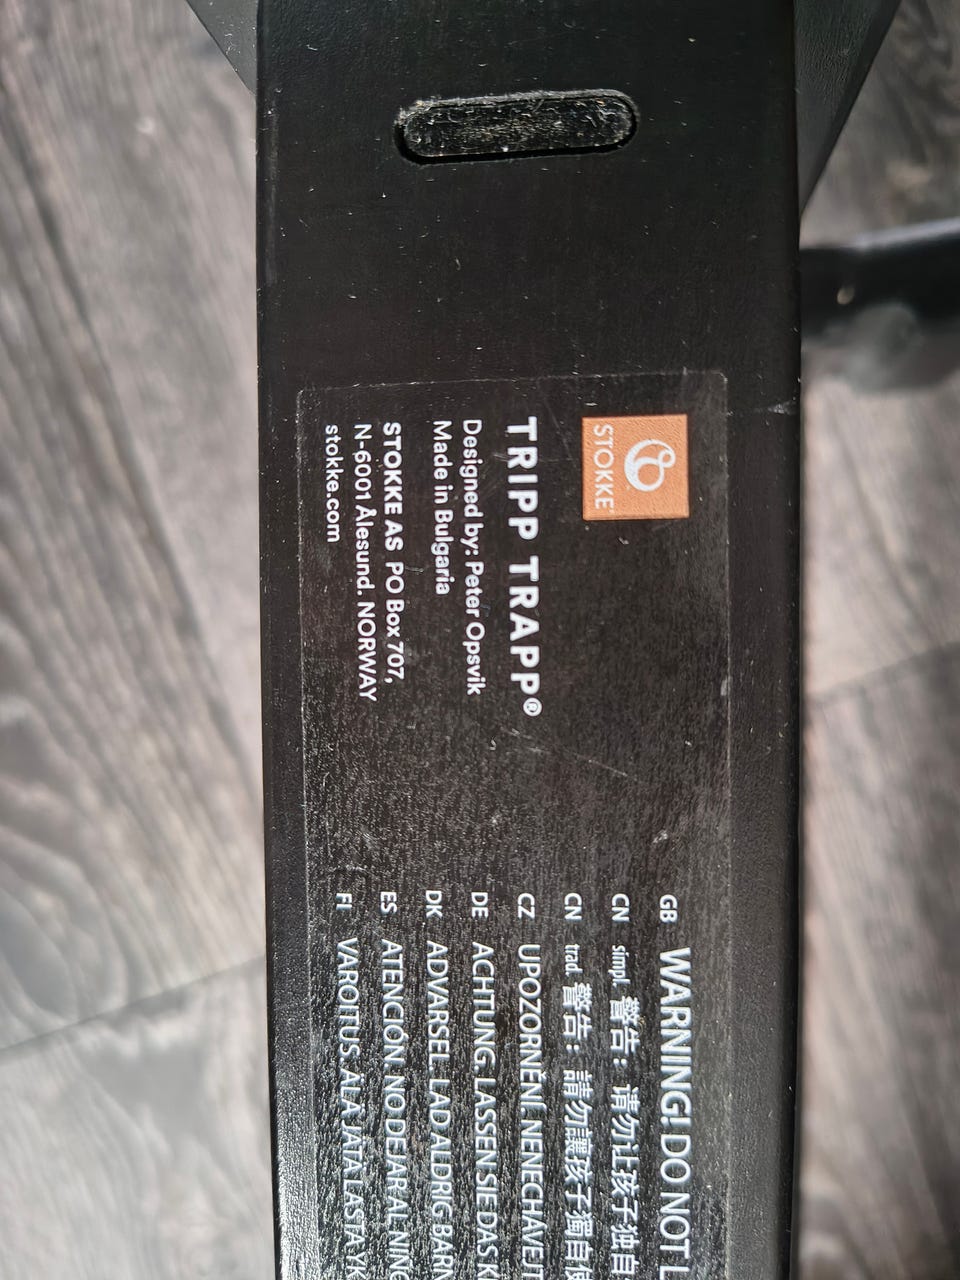 STOKKE
TRIPP TRAPP®
Designed by: Peter Opsvik
Made in Bulgaria
STOKKE AS PO Box 707,
N-6001 Ålesund. NORWAY
stokke.com
GB WARNING! DO NOT
CN simpl. 警告：请勿让孩子独自
CN trad. 警告：請勿讓孩子獨自
CZ UPOZORNĚNÍ. NENECHÁVEJT
DE ACHTUNG. LASSEN SIE DAS
DK ADVARSEL. LAD ALDRIG BARN
ES ATENCIÓN. NO DEJAR AL
FI VAROITUS. ÄLÄ JÄTÄ LASTA